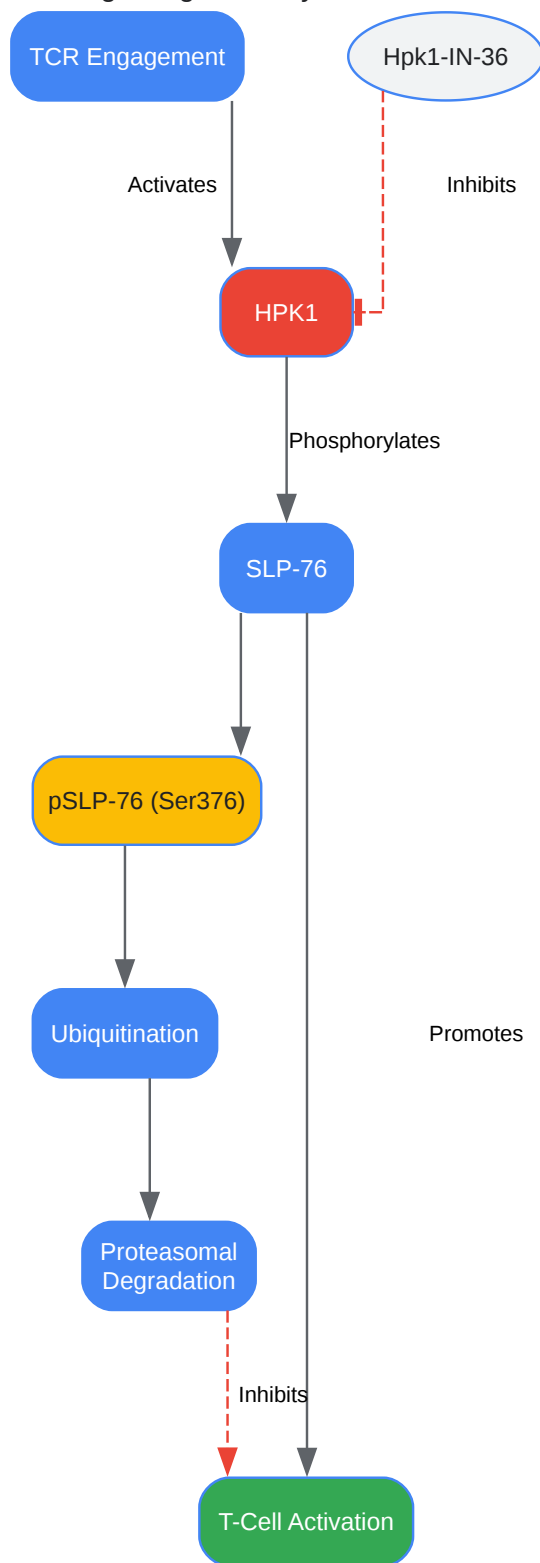 TCR Engagement
Hpk1-IN-36
Activates
Inhibits
HPK1
Phosphorylates
SLP-76
pSLP-76 (Ser376)
Ubiquitination
Promotes
Proteasomal
Degradation
Inhibits
T-Cell Activation